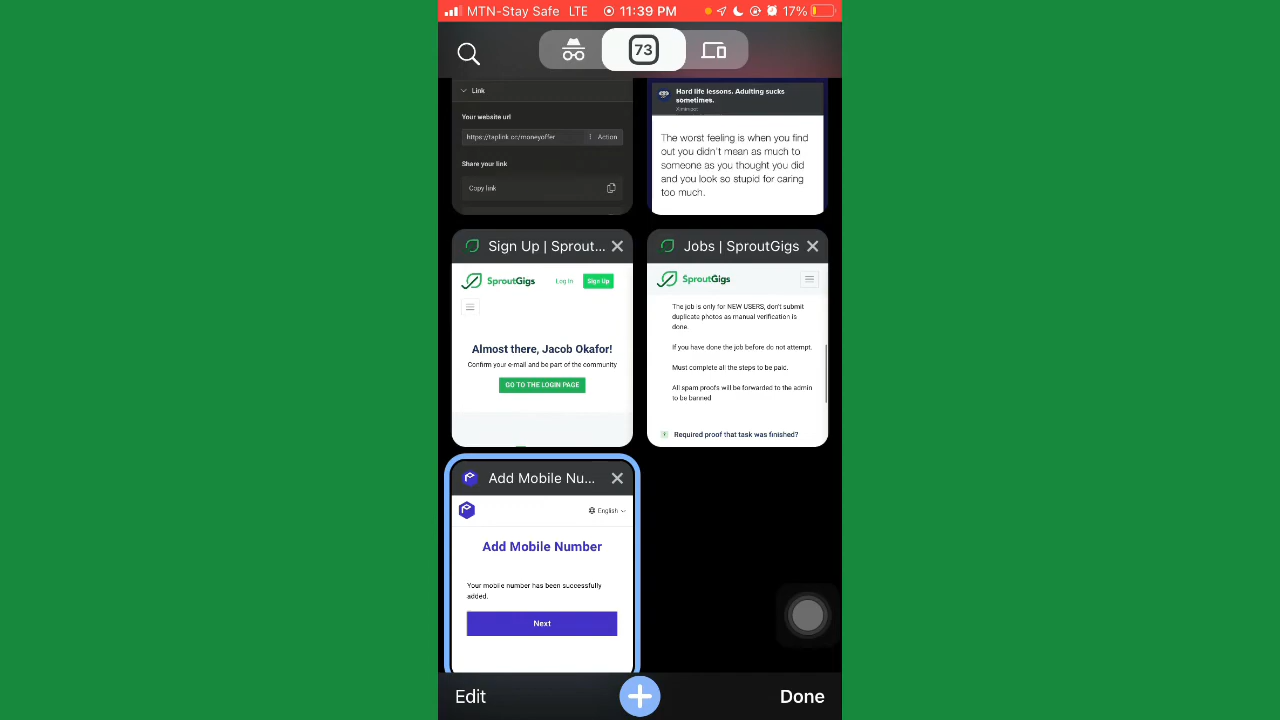 MTN-Stay Safe LTE 11:39 PM 17%
73
Link
Your website url
https://taplink.cc/moneyoffer Action
Share your link
Copy link
Hard life lessons. Adulting sucks
sometimes.
The worst feeling is when you find
out you didn't mean as much to
someone as you thought you did
and you look so stupid for caring
too much.
Sign Up | Sprout...
SproutGigs Log In Sign Up
Almost there, Jacob Okafor!
Confirm your e-mail and be part of the community
GO TO THE LOGIN PAGE
Jobs | SproutGigs
SproutGigs
The job is only for NEW USERS, don't submit
duplicate photos as manual verification is
done.
If you have done the job before do not attempt.
Must complete all the steps to be paid.
All spam proofs will be forwarded to the admin
to be banned
Required proof that task was finished?
Add Mobile Nu...
English
Add Mobile Number
Your mobile number has been successfully
added.
Next
Edit
Done